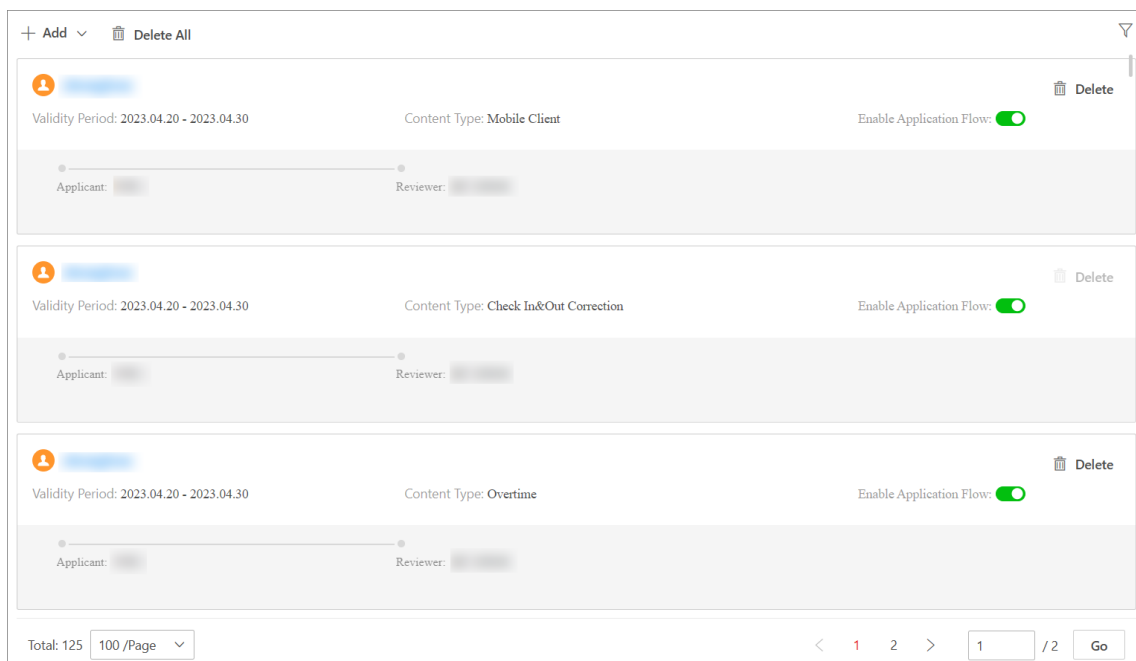 Add Delete All
Delete
Validity Period: 2023.04.20 - 2023.04.30 Content Type: Mobile Client Enable Application Flow:
Applicant: Reviewer:
Delete
Validity Period: 2023.04.20 - 2023.04.30 Content Type: Check In&Out Correction Enable Application Flow:
Applicant: Reviewer:
Delete
Validity Period: 2023.04.20 - 2023.04.30 Content Type: Overtime Enable Application Flow:
Applicant: Reviewer:
Total: 125 100 /Page < 1 2 > 1 / 2 Go